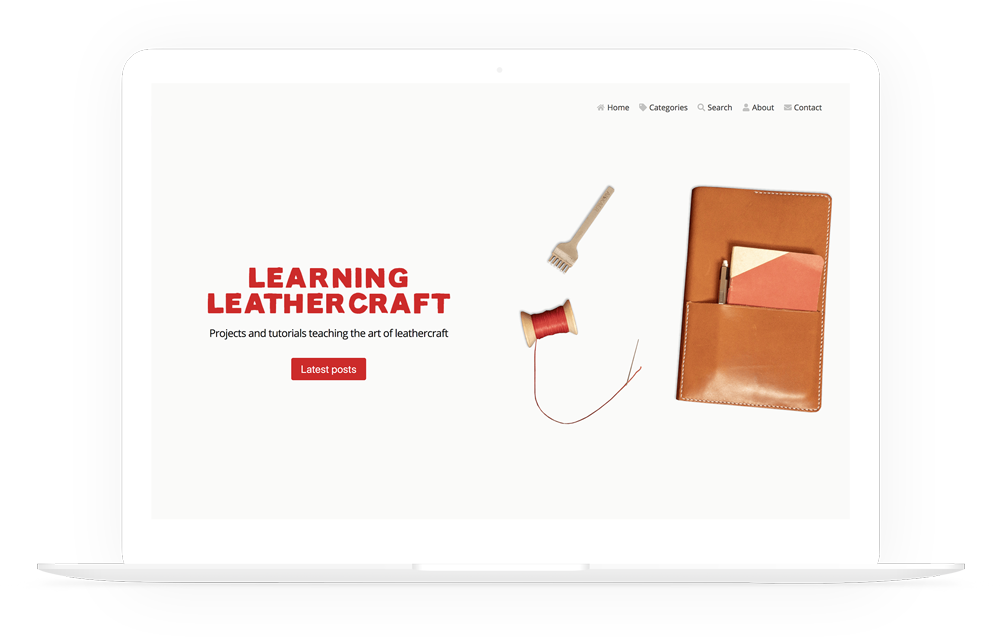 Home Categories Search About Contact
LEARNING
LEATHERCRAFT
Projects and tutorials teaching the art of leathercraft
Latest posts